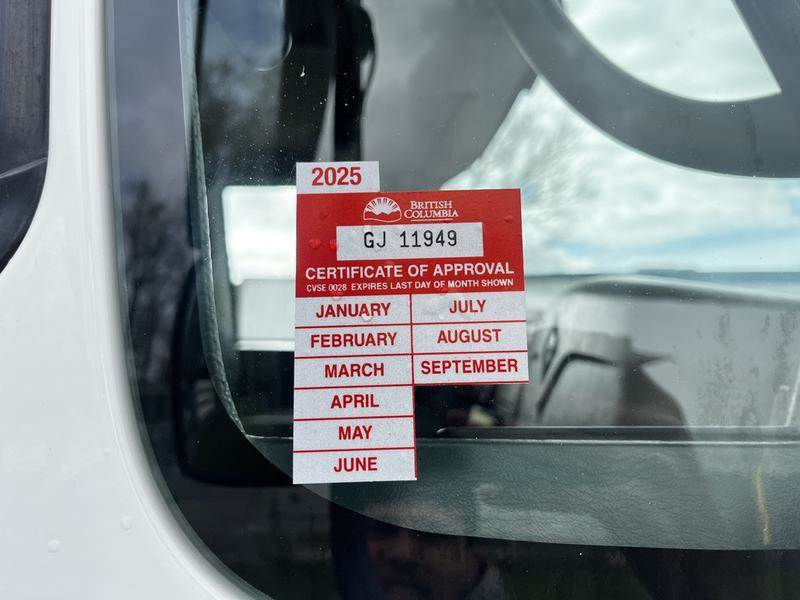 2025
BRITISH
COLUMBIA
GJ 11949
CERTIFICATE OF APPROVAL
CVSE 0028 EXPIRES LAST DAY OF MONTH SHOWN
JANUARY JULY
FEBRUARY AUGUST
MARCH SEPTEMBER
APRIL
MAY
JUNE